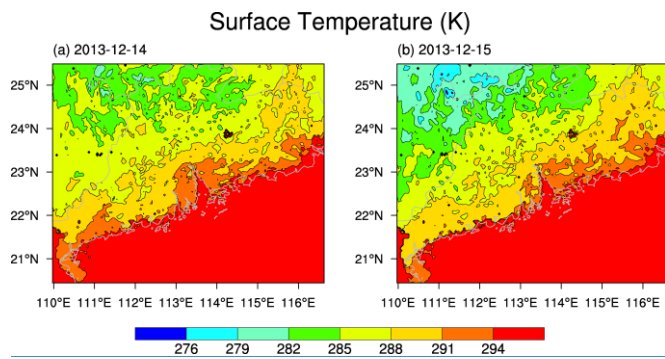 Surface Temperature (K)
(a) 2013-12-14
(b) 2013-12-15
25°N
24°N
23°N
22°N
21°N
110°E 111°E 112°E 113°E 114°E 115°E 116°E
25°N
24°N
23°N
22°N
21°N
110°E 111°E 112°E 113°E 114°E 115°E 116°E
276 279 282 285 288 291 294